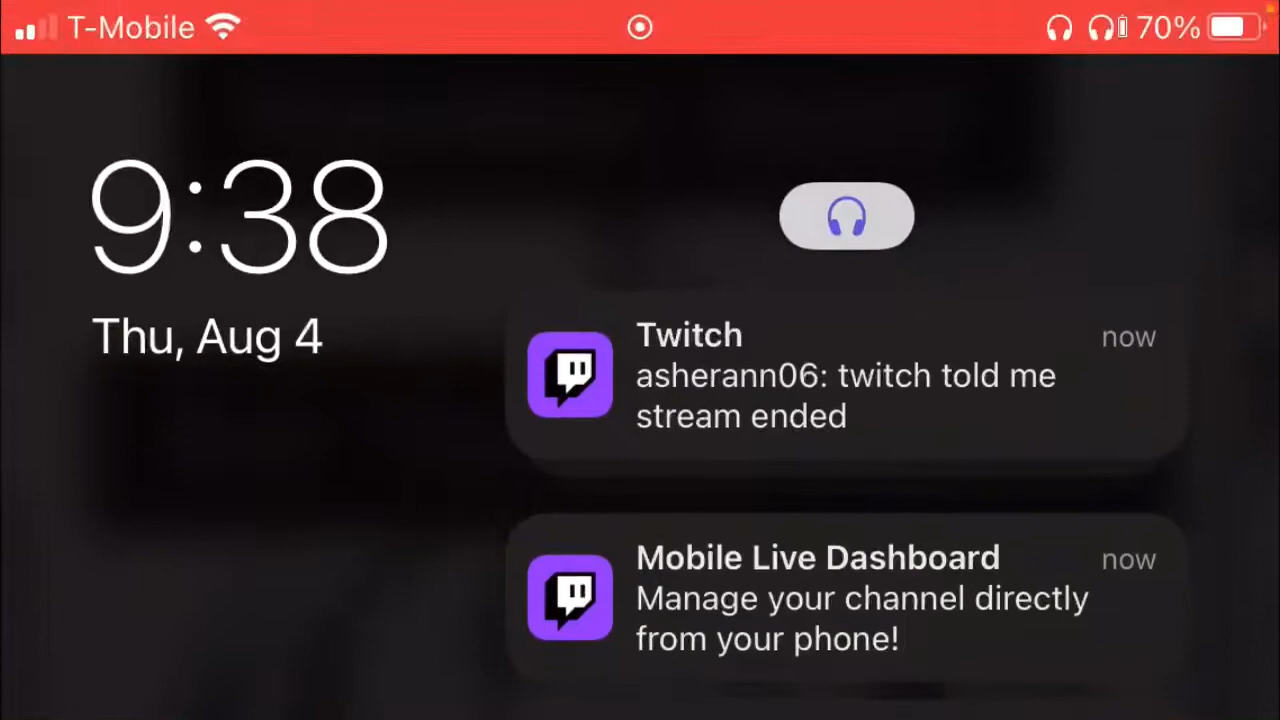 T-Mobile 70%
9:38
Thu, Aug 4
Twitch now
asherann06: twitch told me
stream ended
Mobile Live Dashboard now
Manage your channel directly
from your phone!